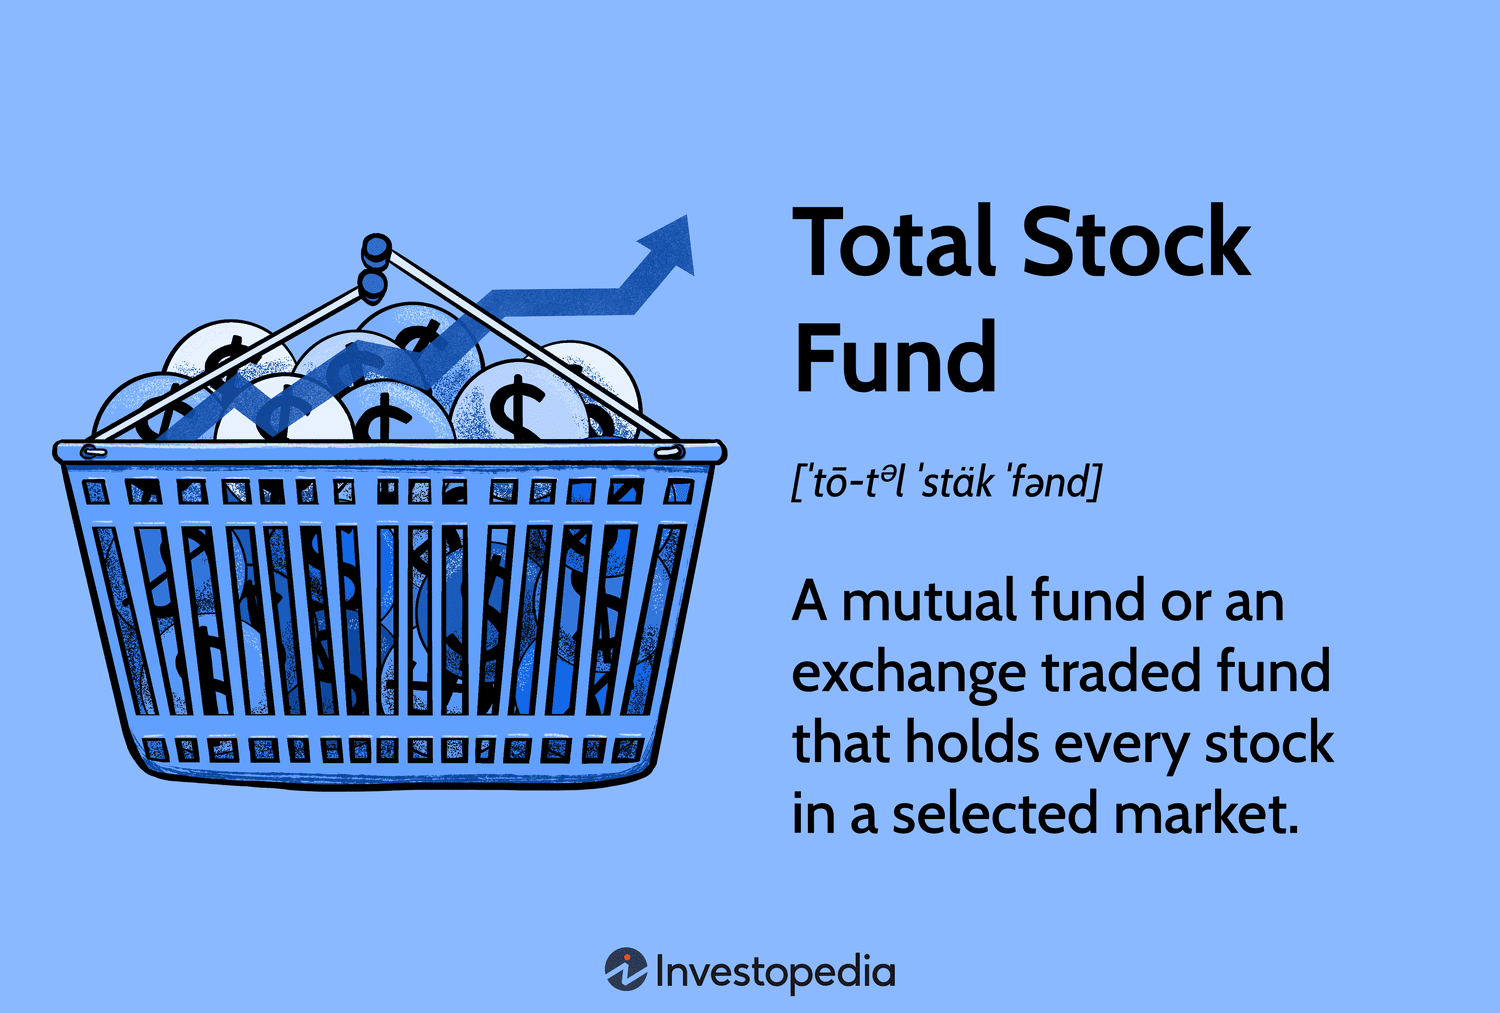 Total Stock
Fund
[ˈtō-tᵊl ˈstäk ˈfənd]
A mutual fund or an
exchange traded fund
that holds every stock
in a selected market.
Investopedia